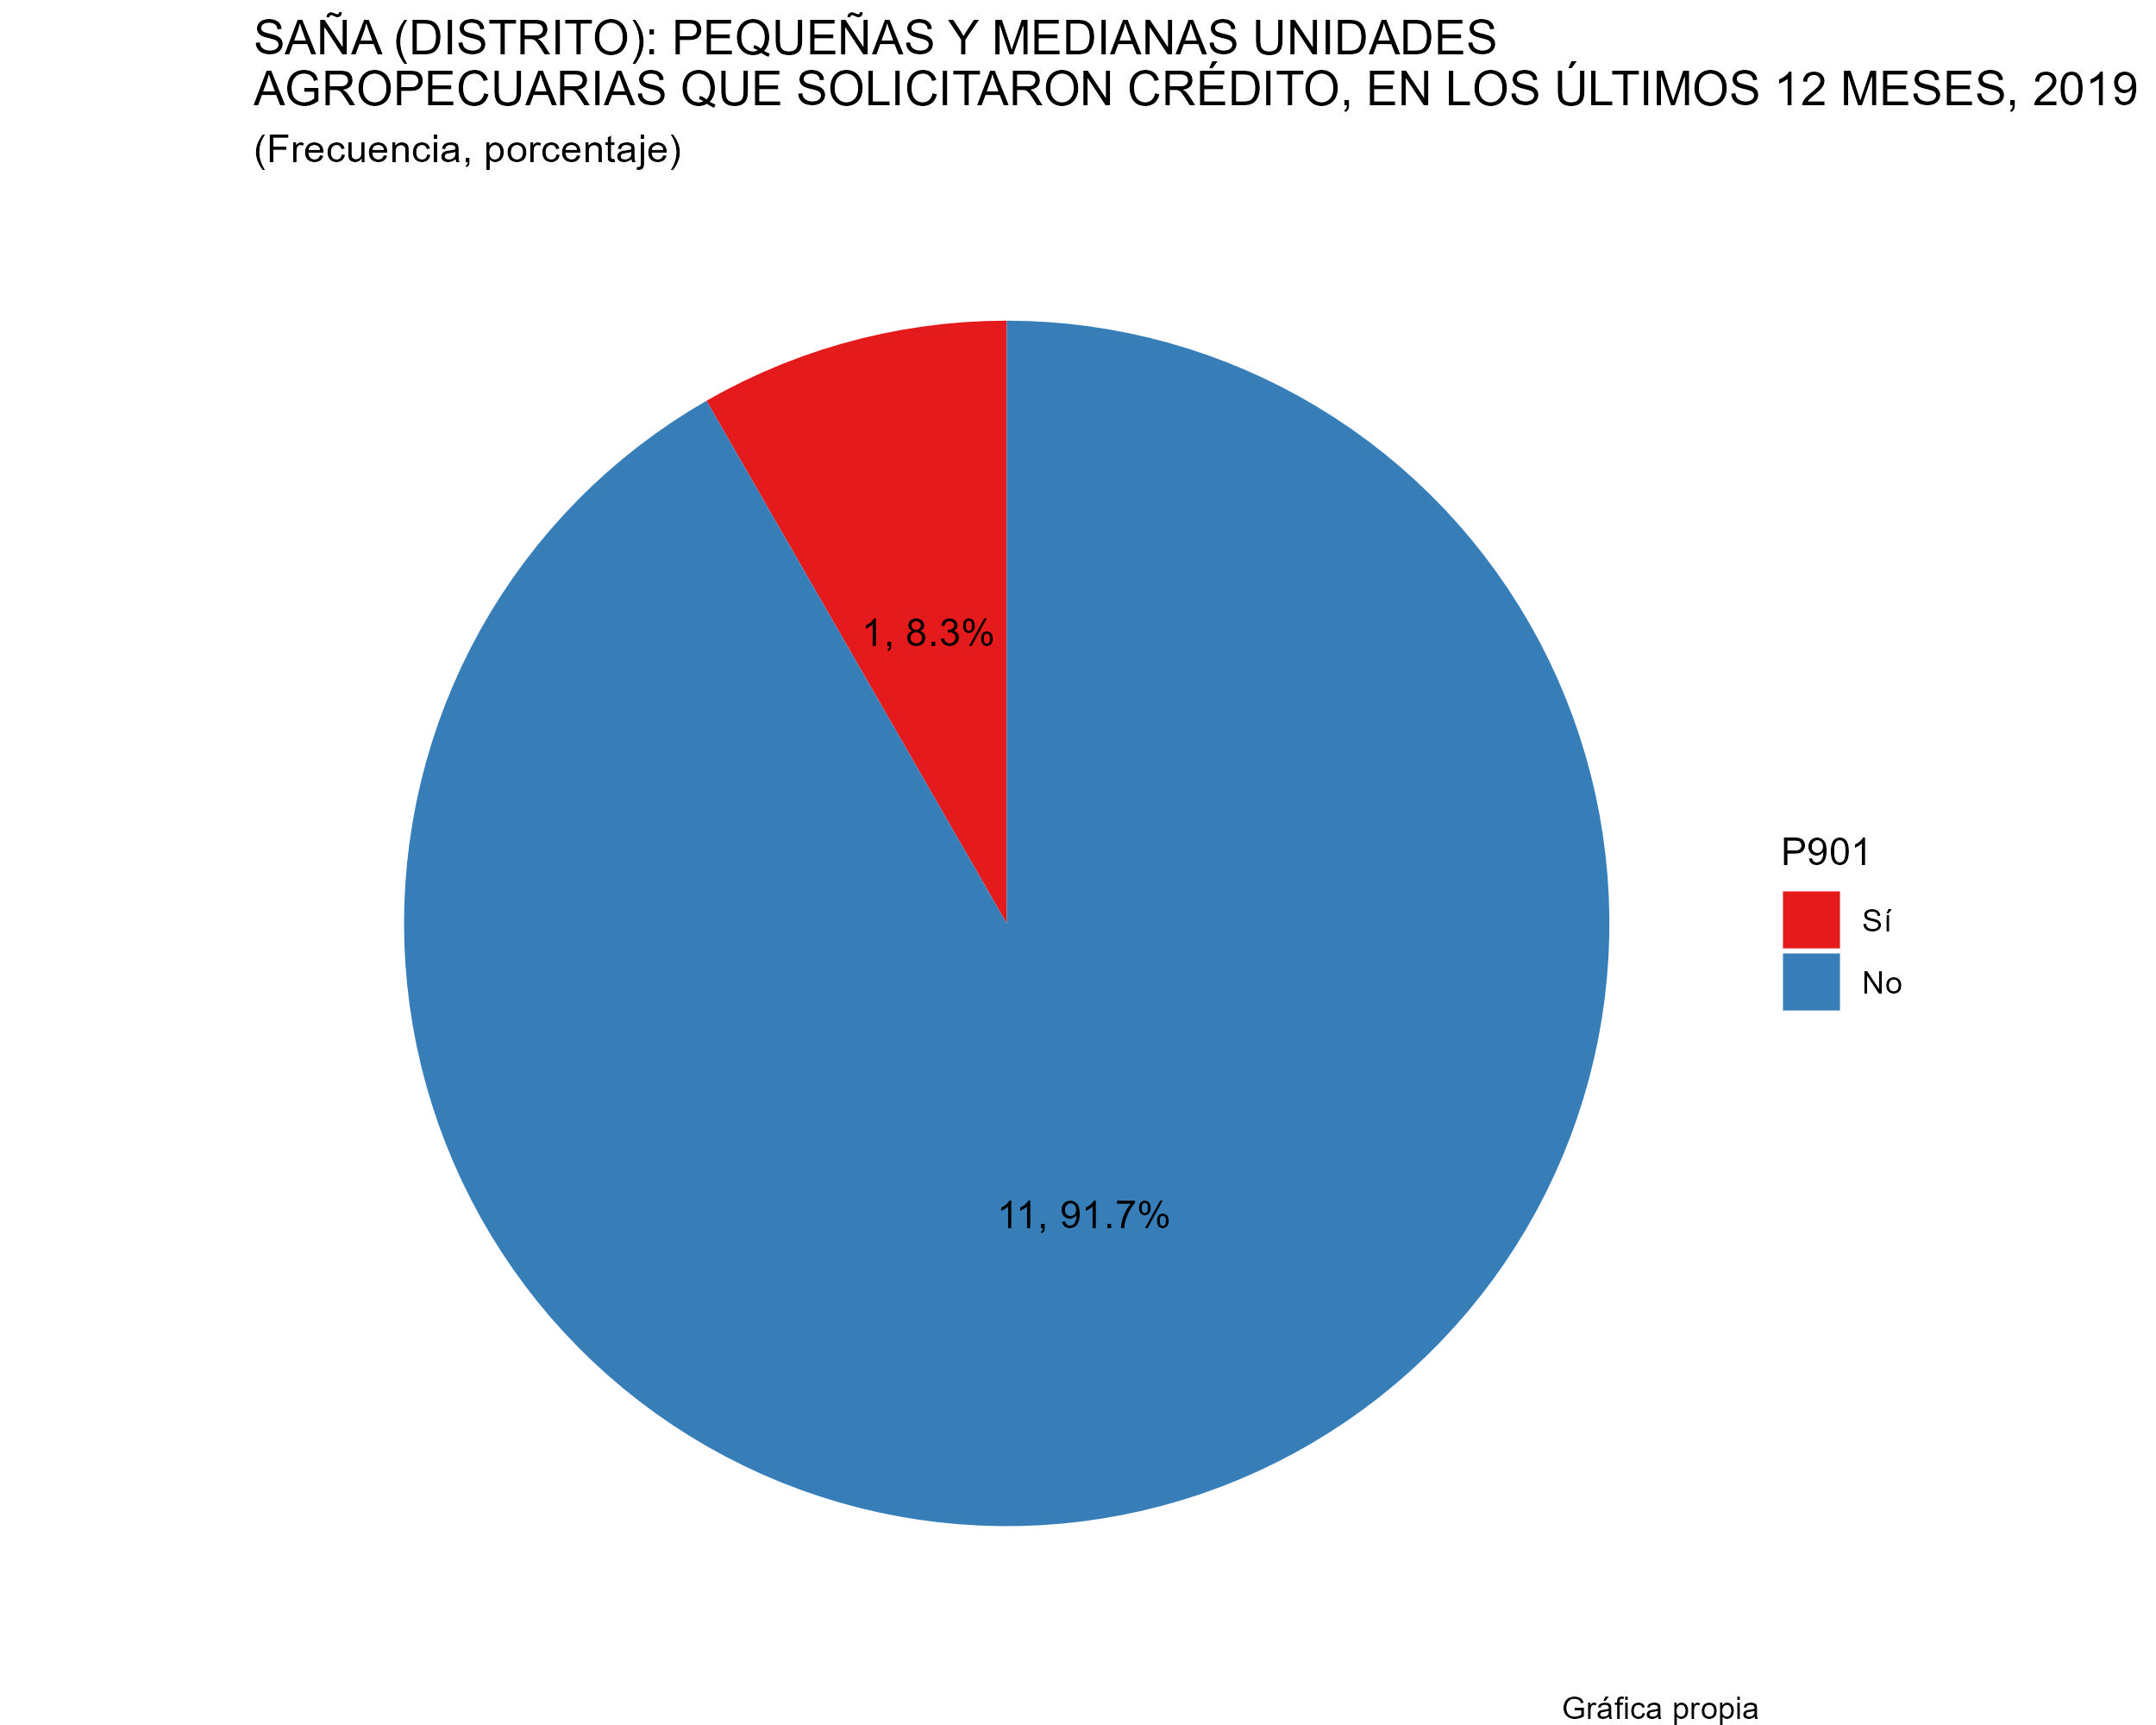 SAÑA (DISTRITO): PEQUEÑAS Y MEDIANAS UNIDADES
AGROPECUARIAS QUE SOLICITARON CRÉDITO, EN LOS ÚLTIMOS 12 MESES, 2019
(Frecuencia, porcentaje)
1, 8.3%
P901
Sí
No
11, 91.7%
Gráfica propia